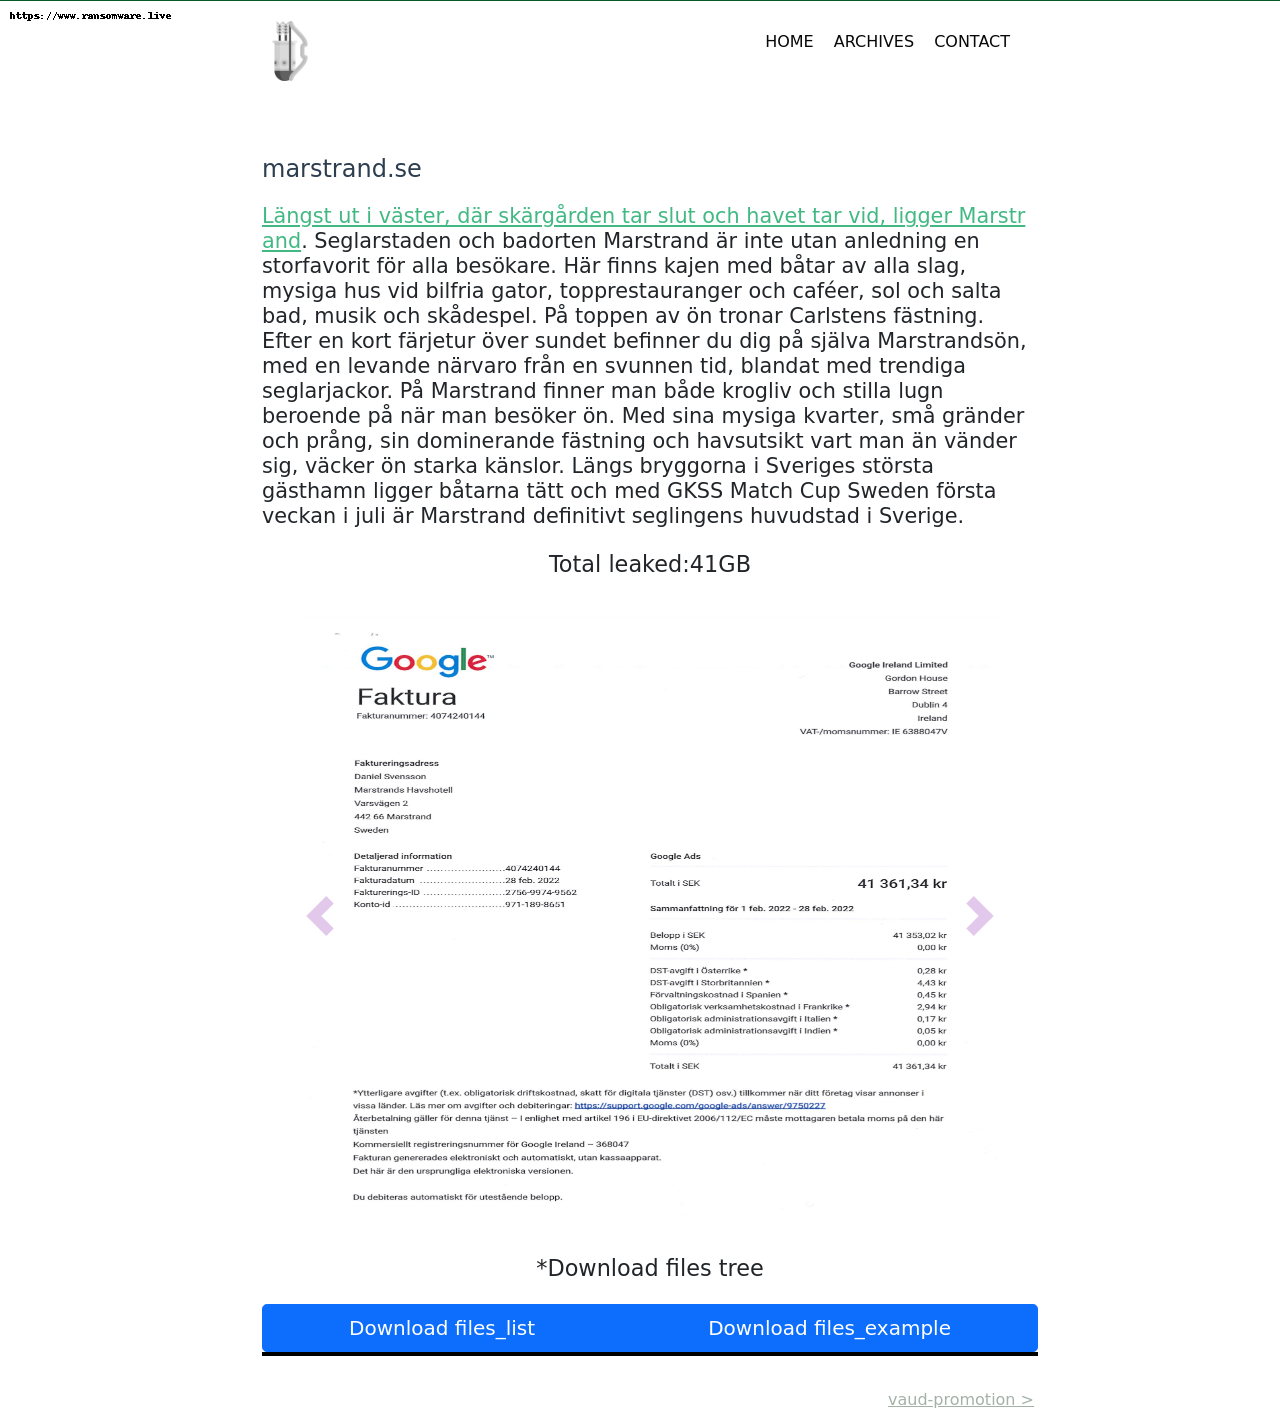 https://www.ransomware.live
HOME ARCHIVES CONTACT
marstrand.se
Längst ut i väster, där skärgården tar slut och havet tar vid, ligger Marstr
and. Seglarstaden och badorten Marstrand är inte utan anledning en
storfavorit för alla besökare. Här finns kajen med båtar av alla slag,
mysiga hus vid bilfria gator, topprestauranger och caféer, sol och salta
bad, musik och skådespel. På toppen av ön tronar Carlstens fästning.
Efter en kort färjetur över sundet befinner du dig på själva Marstrandsön,
med en levande närvaro från en svunnen tid, blandat med trendiga
seglarjackor. På Marstrand finner man både krogliv och stilla lugn
beroende på när man besöker ön. Med sina mysiga kvarter, små gränder
och prång, sin dominerande fästning och havsutsikt vart man än vänder
sig, väcker ön starka känslor. Längs bryggorna i Sveriges största
gästhamn ligger båtarna tätt och med GKSS Match Cup Sweden första
veckan i juli är Marstrand definitivt seglingens huvudstad i Sverige.
Total leaked:41GB
Google™
Faktura
Fakturanummer: 4074240144
Google Ireland Limited
Gordon House
Barrow Street
Dublin 4
Ireland
VAT-/momsnummer: IE 6388047V
Faktureringsadress
Daniel Svensson
Marstrands Havshotell
Varsvägen 2
442 66 Marstrand
Sweden
Detaljerad information
Fakturanummer ........................4074240144
Fakturadatum ........................28 feb. 2022
Fakturerings-ID ........................2756-9974-9562
Konto-id ........................971-189-8651
Google Ads
Totalt i SEK 41 361,34 kr
Sammanfattning för 1 feb. 2022 - 28 feb. 2022
Belopp i SEK 41 353,02 kr
Moms (0%) 0,00 kr
DST-avgift i Österrike * 0,28 kr
DST-avgift i Storbritannien * 4,43 kr
Förvaltningskostnad i Spanien * 0,45 kr
Obligatorisk verksamhetskostnad i Frankrike * 2,94 kr
Obligatorisk administrationsavgift i Italien * 0,17 kr
Obligatorisk administrationsavgift i Indien * 0,05 kr
Moms (0%) 0,00 kr
Totalt i SEK 41 361,34 kr
*Ytterligare avgifter (t.ex. obligatorisk driftskostnad, skatt för digitala tjänster (DST) osv.) tillkommer när ditt företag visar annonser i
vissa länder. Läs mer om avgifter och debiteringar: https://support.google.com/google-ads/answer/9750227
Återbetalning gäller för denna tjänst – i enlighet med artikel 196 i EU-direktivet 2006/112/EC måste mottagaren betala moms på den här
tjänsten
Kommersiellt registreringsnummer för Google Ireland – 368047
Fakturan genererades elektroniskt och automatiskt, utan kassaapparat.
Det här är den ursprungliga elektroniska versionen.
Du debiteras automatiskt för utestående belopp.
*Download files tree
Download files_list Download files_example
vaud-promotion >